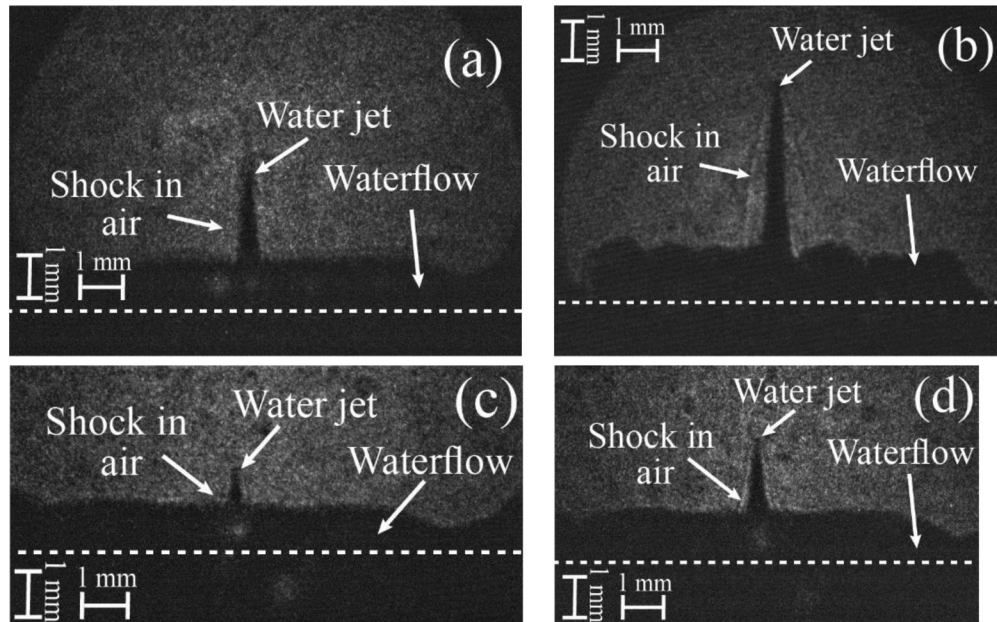 (a)
Water jet
Shock in
air
Waterflow
1 mm
1 mm
(b)
1 mm
1 mm
Water jet
Shock in
air
Waterflow
(c)
Water jet
Shock in
air
Waterflow
1 mm
1 mm
(d)
Water jet
Shock in
air
Waterflow
1 mm
1 mm